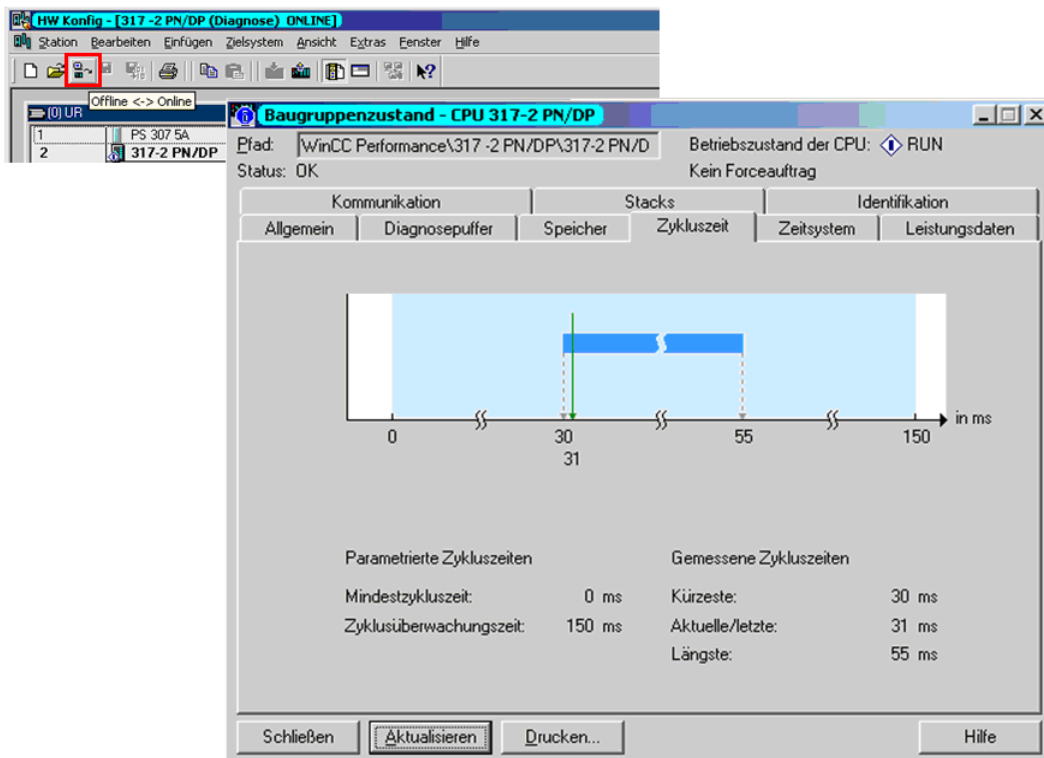 HW Konfig - [317 -2 PN/DP (Diagnose) ONLINE]
Station Bearbeiten Einfügen Zielsystem Ansicht Extras Fenster Hilfe
Offline <-> Online
(0) UR
1 PS 307 5A
2 317-2 PN/DP
Baugruppenzustand - CPU 317-2 PN/DP
Pfad: WinCC Performance\317 -2 PN/DP\317-2 PN/D Betriebszustand der CPU: RUN
Status: OK Kein Forceauftrag
Kommunikation Stacks Identifikation
Allgemein Diagnosepuffer Speicher Zykluszeit Zeitsystem Leistungsdaten
0 30 55 150 in ms
31
Parametrierte Zykluszeiten Gemessene Zykluszeiten
Mindestzykluszeit: 0 ms Kürzeste: 30 ms
Zyklusüberwachungszeit: 150 ms Aktuelle/letzte: 31 ms
Längste: 55 ms
Schließen Aktualisieren Drucken... Hilfe